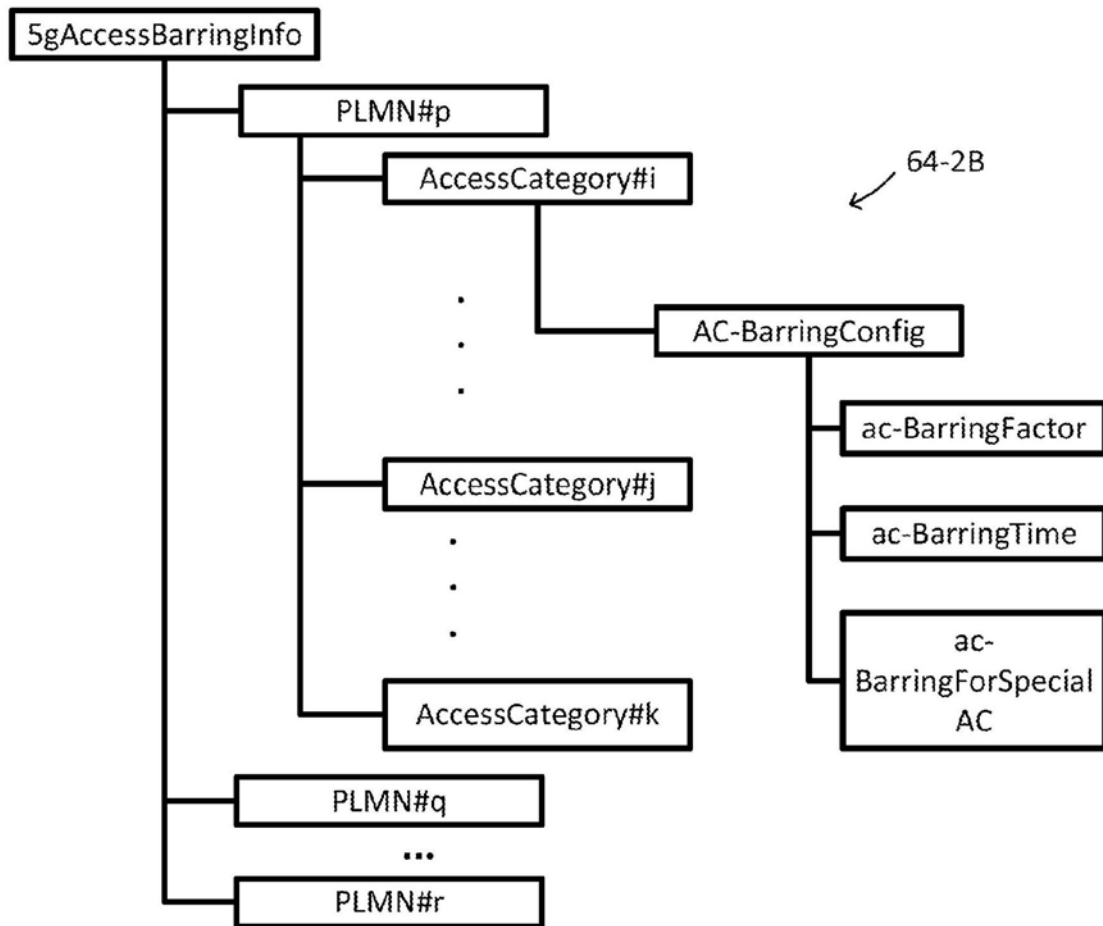 5gAccessBarringInfo
PLMN#p
AccessCategory#i
64-2B
AC-BarringConfig
ac-BarringFactor
AccessCategory#j
ac-BarringTime
ac-
BarringForSpecial
AC
AccessCategory#k
PLMN#q
...
PLMN#r